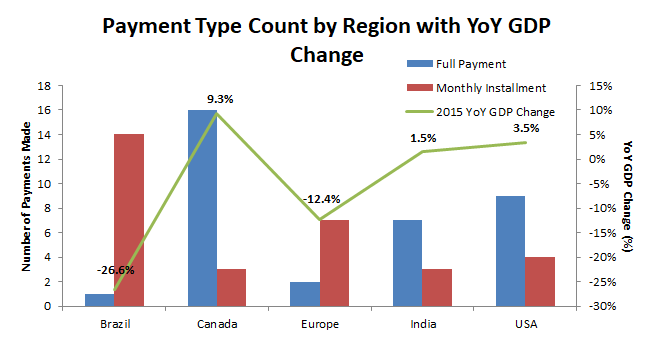 Payment Type Count by Region with YoY GDP
Change
Full Payment
Monthly Installment
2015 YoY GDP Change
18
16
14
12
10
8
6
4
2
0
Number of Payments Made
-26.6%
9.3%
-12.4%
1.5%
3.5%
15%
10%
5%
0%
-5%
-10%
-15%
-20%
-25%
-30%
YoY GDP Change (%)
Brazil
Canada
Europe
India
USA